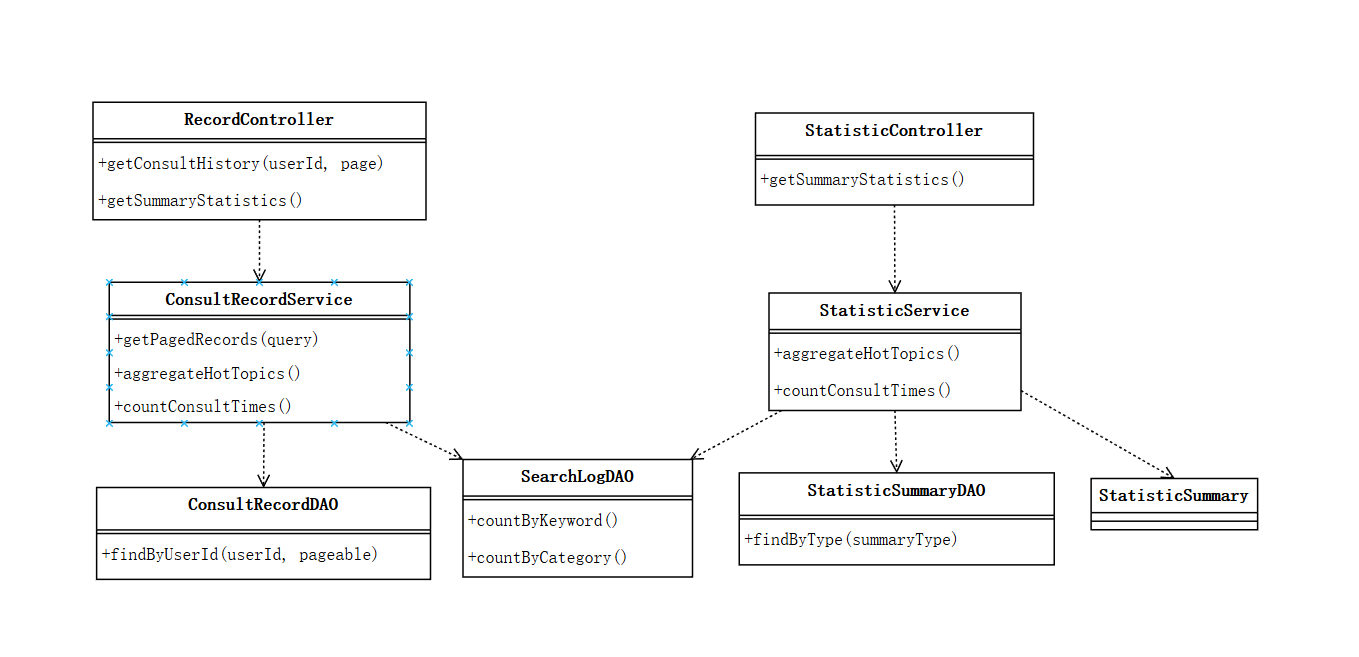 RecordController
+getConsultHistory(userId, page)
+getSummaryStatistics()
StatisticController
+getSummaryStatistics()
ConsultRecordService
+getPagedRecords(query)
+aggregateHotTopics()
+countConsultTimes()
StatisticService
+aggregateHotTopics()
+countConsultTimes()
ConsultRecordDAO
+findByUserId(userId, pageable)
SearchLogDAO
+countByKeyword()
+countByCategory()
StatisticSummaryDAO
+findByType(summaryType)
StatisticSummary